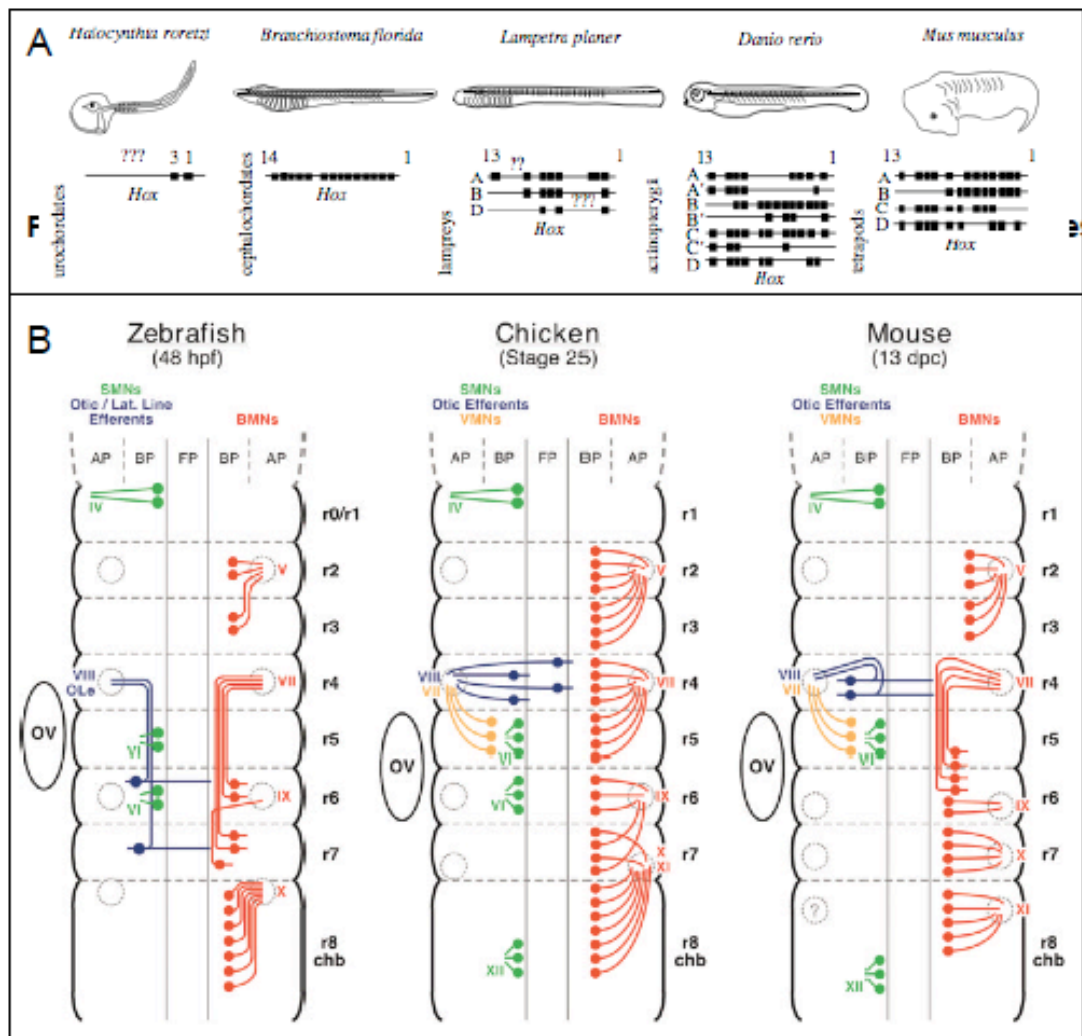 A
Halocynthia roretzi Branchiostoma florida Lampetra planer Danio rerio Mus musculus
??? 3 1
Hox
urochordates
14 1
Hox
cephalochordates
13 ?? 1
A
B ???
D
Hox
lampreys
13 1
A
A'
B
B'
C
C'
D
Hox
actinopterygi
13 1
A
B
C
D
Hox
tetrapods
B
Zebrafish
(48 hpf)
SMNs
Otic / Lat. Line
Efferents BMNs
AP BP FP BP AP
IV r0/r1
V r2
r3
VIII
OLe VII r4
OV
VI r5
VI IX r6
r7
X
r8
chb
Chicken
(Stage 25)
SMNs
Otic Efferents
VMNs BMNs
AP BP FP BP AP
IV r1
V r2
r3
VIII
VII VII r4
OV
VI r5
VI IX r6
X
XI r7
XII
r8
chb
Mouse
(13 dpc)
SMNs
Otic Efferents
VMNs BMNs
AP BP FP BP AP
IV r1
V r2
r3
VIII
VII VII r4
OV
VI r5
IX r6
X r7
? XI
XII
r8
chb